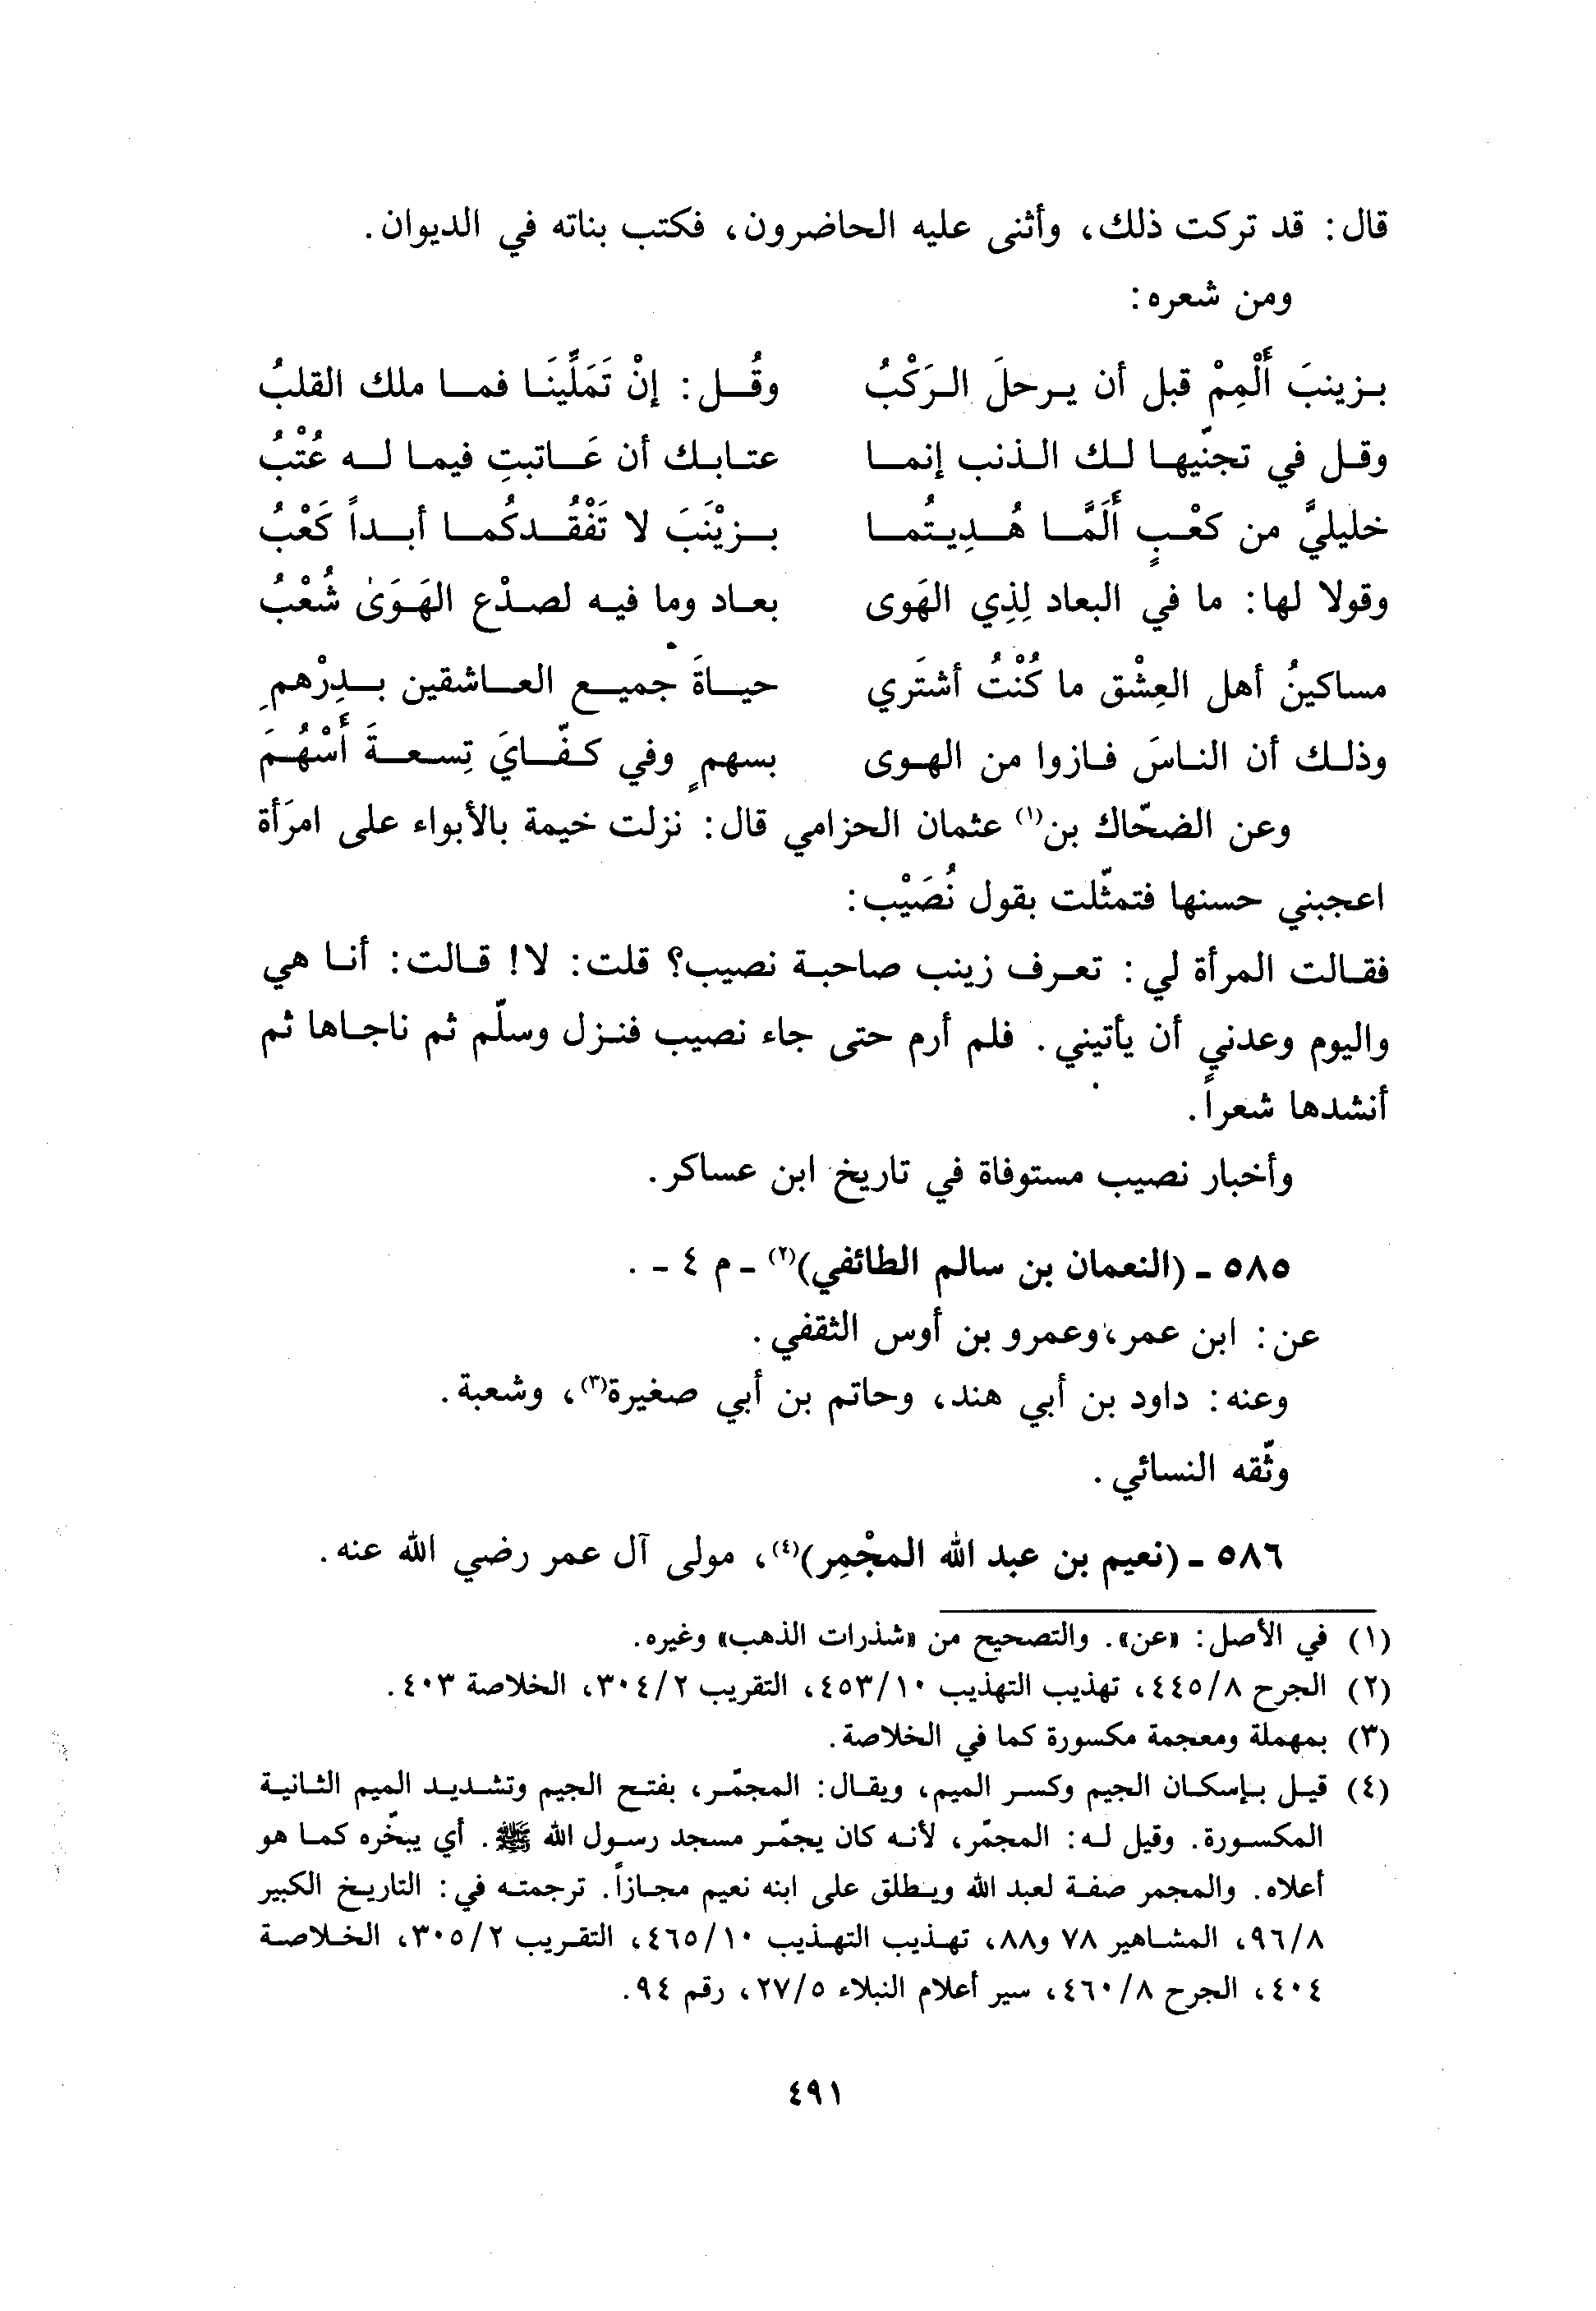 قال: قد تركت ذلك، وأثنى عليه الحاضرون، فكتب بناته في الديوان.
ومن شعره:
بزينبَ أَلْمِمْ قبل أن يرحلَ الرَكْبُ وقُل: إنْ تَمَلِّينَا فما ملك القلبُ
وقل في تجنّيها لك الذنب إنما عتابك أن عَاتبتِ فيما له عُتْبُ
خليليَّ من كعْبٍ أَلَمَّا هُدِيتُما بزيْنَبَ لا تَفْقُدكُما أبداً كَعْبُ
وقولا لها: ما في البعاد لِذِي الهَوى بعاد وما فيه لصدْع الهَوَىٰ شُعْبُ
مساكينُ أهل العِشْق ما كُنْتُ أشتَري حياةَ جميع العاشقين بدِرْهمِ
وذلك أن الناسَ فازوا من الهوى بسهمٍ وفي كفّايَ تِسعةَ أَسْهُمَ
وعن الضحّاك بن(١) عثمان الحزامي قال: نزلت خيمة بالأبواء على امرَأة
اعجبني حسنها فتمثّلت بقول نُصَيْب:
فقالت المرأة لي: تعرف زينب صاحبة نصيب؟ قلت: لا! قالت: أنا هي
واليوم وعدني أن يأتيني. فلم أرم حتى جاء نصيب فنزل وسلّم ثم ناجاها ثم
أنشدها شعراً.
وأخبار نصيب مستوفاة في تاريخ ابن عساكر.
٥٨٥ - (النعمان بن سالم الطائفي)(٢) - م ٤ - .
عن: ابن عمر، وعمرو بن أوس الثقفي.
وعنه: داود بن أبي هند، وحاتم بن أبي صغيرة(٣)، وشعبة.
وثّقه النسائي.
٥٨٦ - (نعيم بن عبد الله المجْمِر)(٤)، مولى آل عمر رضي الله عنه.
(١) في الأصل: «عن». والتصحيح من «شذرات الذهب» وغيره.
(٢) الجرح ٤٤٥/٨، تهذيب التهذيب ٤٥٣/١٠، التقريب ٣٠٤/٢، الخلاصة ٤٠٣.
(٣) بمهملة ومعجمة مكسورة كما في الخلاصة.
(٤) قيل بإسكان الجيم وكسر الميم، ويقال: المجمّر، بفتح الجيم وتشديد الميم الثانية
المكسورة. وقيل له: المجمّر، لأنه كان يجمّر مسجد رسول الله ﷺ. أي يبخّره كما هو
أعلاه. والمجمر صفة لعبد الله ويطلق على ابنه نعيم مجازاً. ترجمته في: التاريخ الكبير
٩٦/٨، المشاهير ٧٨ و٨٨، تهذيب التهذيب ٤٦٥/١٠، التقريب ٣٠٥/٢، الخلاصة
٤٠٤، الجرح ٤٦٠/٨، سير أعلام النبلاء ٢٧/٥، رقم ٩٤.
٤٩١